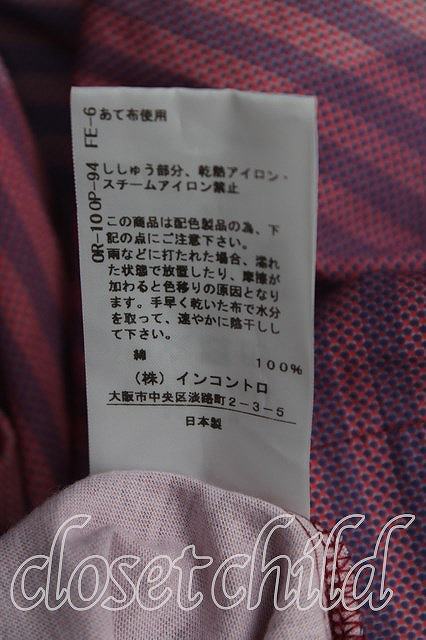 FE-6
OR-100P-94
あて布使用
ししゅう部分、乾熱アイロン・
スチームアイロン禁止
この商品は配色製品の為、下
記の点にご注意下さい。
雨などに打たれた場合、濡れ
た状態で放置したり、摩擦が
加わると色移りの原因となり
ます。手早く乾いた布で水分
を取って、速やかに陰干しし
て下さい。
綿
100%
(株) インコントロ
大阪市中央区淡路町2-3-5
日本製
closet child